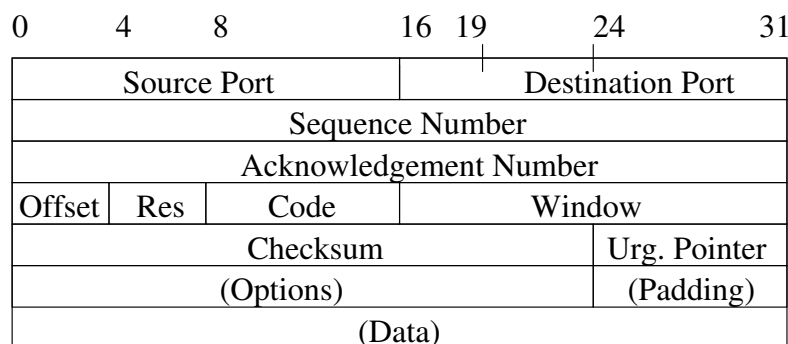 0 4 8 16 19 24 31
Source Port Destination Port
Sequence Number
Acknowledgement Number
Offset Res Code Window
Checksum Urg. Pointer
(Options) (Padding)
(Data)